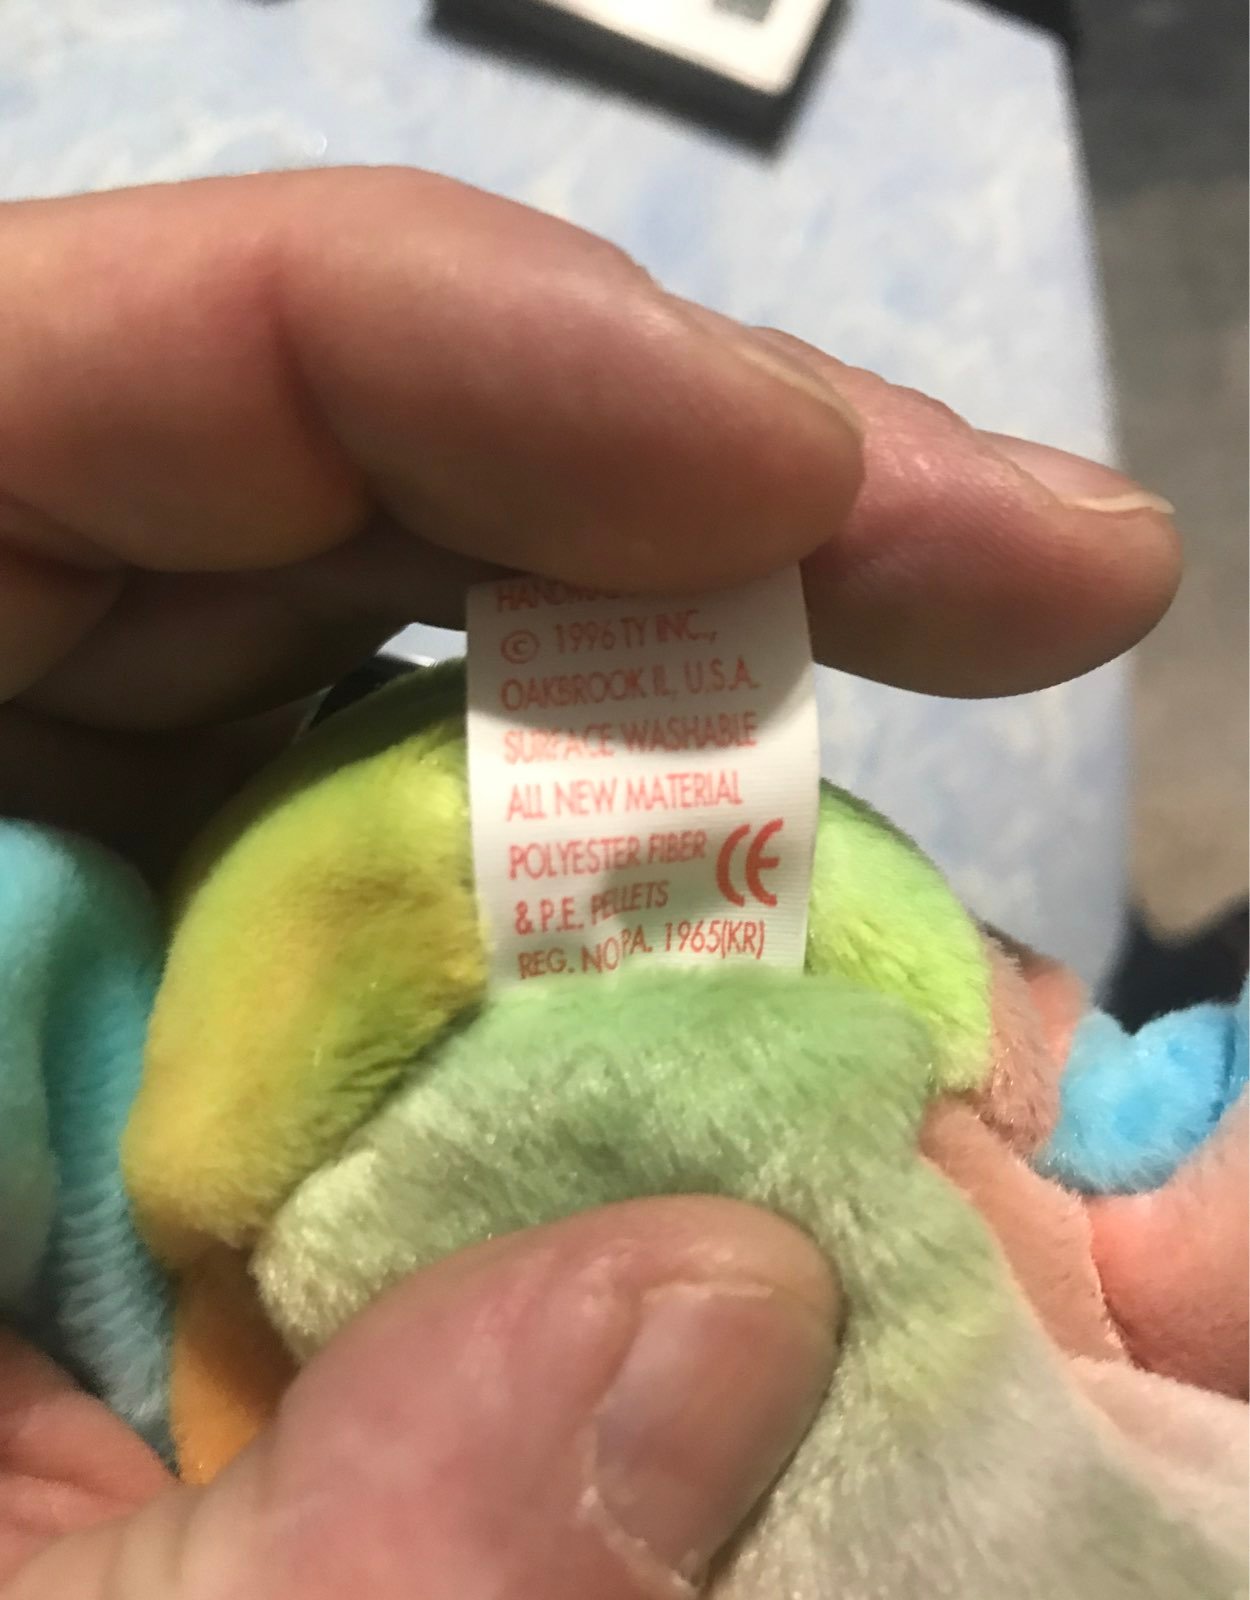 © 1996 TY INC.,
OAKBROOK IL, U.S.A.
SURFACE WASHABLE
ALL NEW MATERIAL
POLYESTER FIBER CE
& P.E. PELLETS
REG. NO PA. 1965(KR)